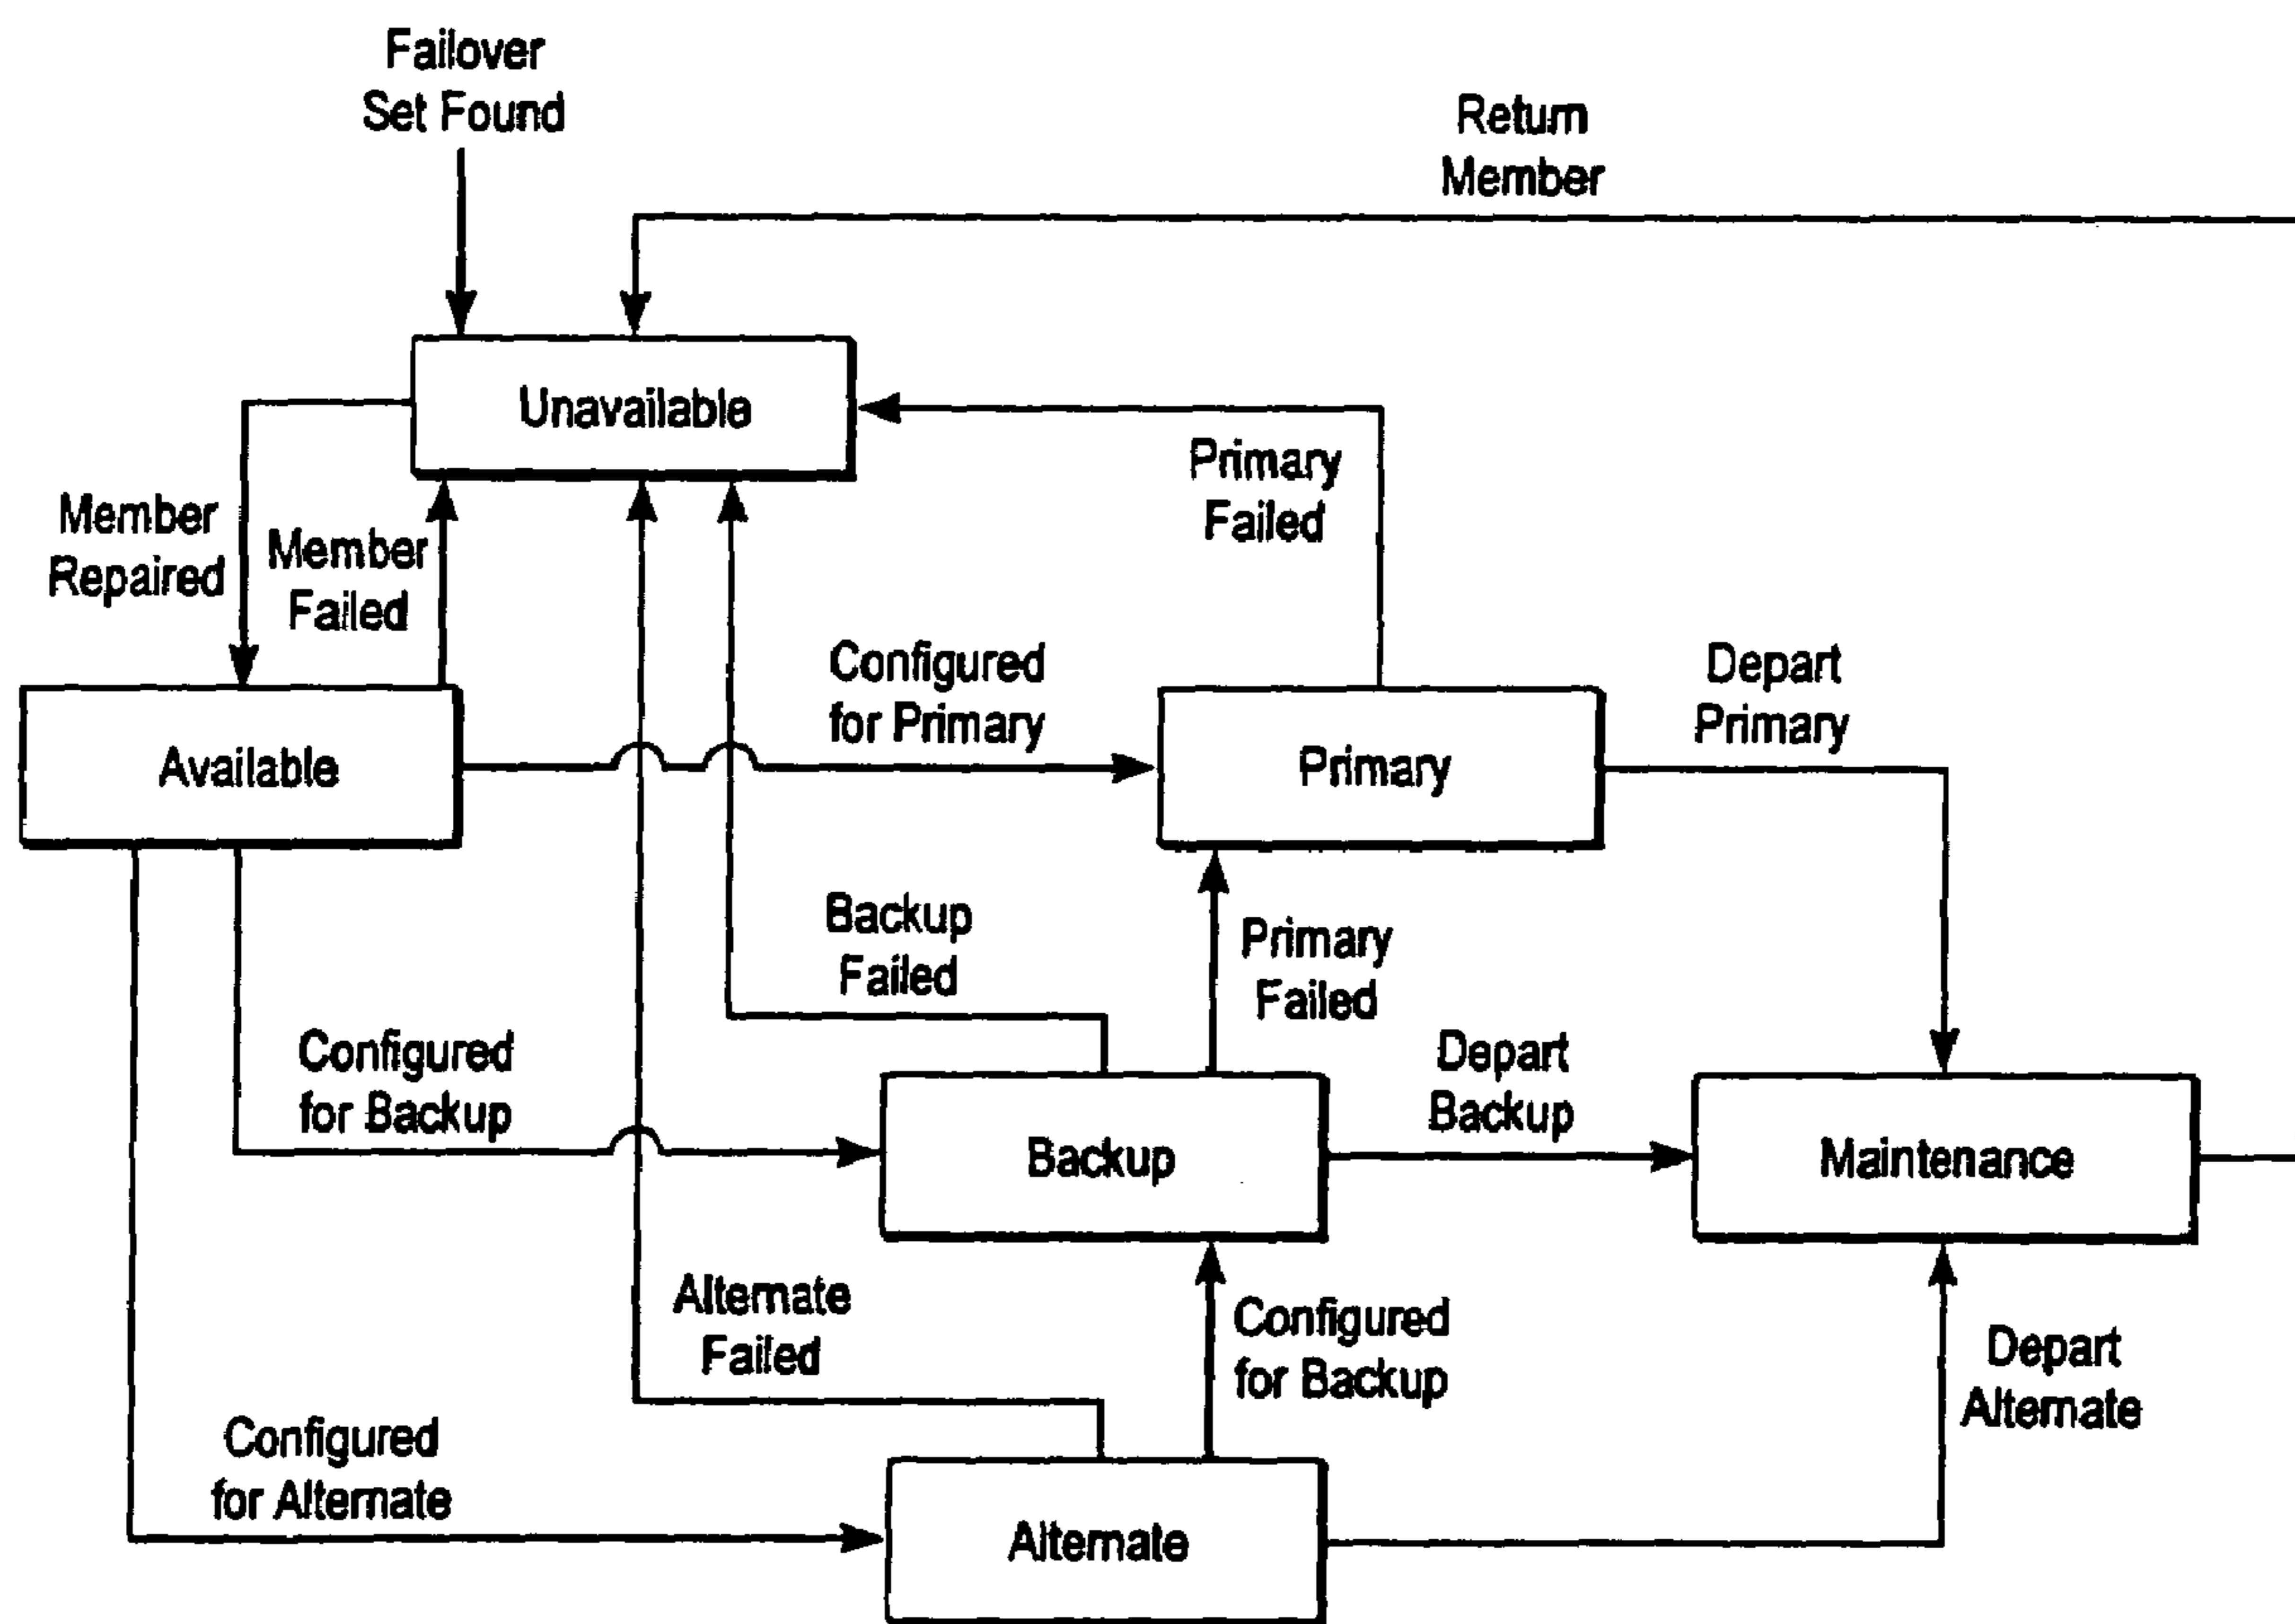 Failover
Set Found
Return
Member
Unavailable
Primary
Failed
Member
Repaired
Member
Failed
Configured
for Primary
Depart
Primary
Available
Primary
Backup
Failed
Primary
Failed
Configured
for Backup
Depart
Backup
Backup
Maintenance
Alternate
Failed
Configured
for Backup
Depart
Alternate
Configured
for Alternate
Alternate